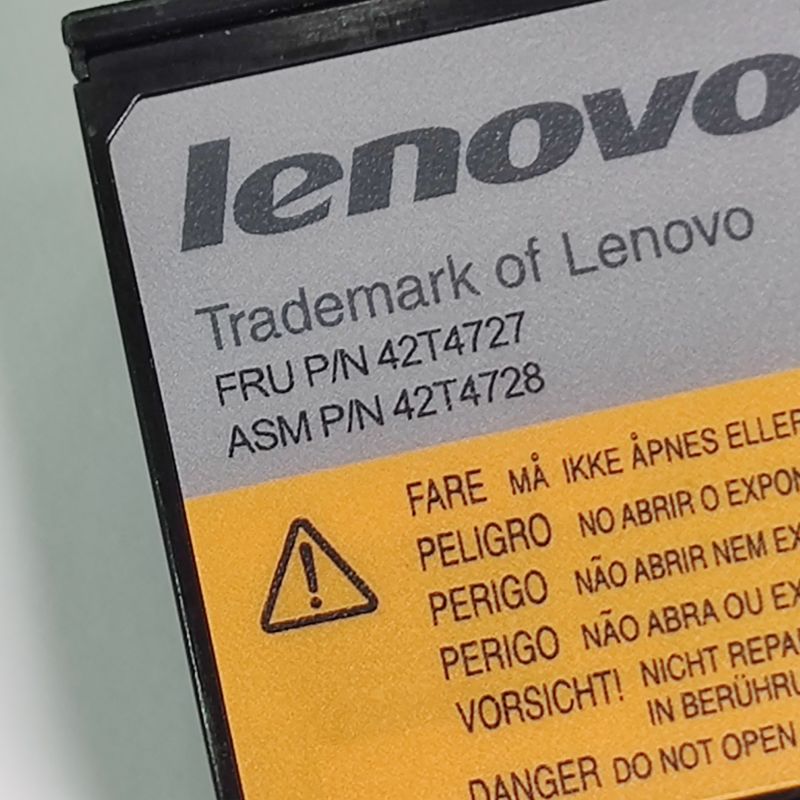 lenovo
Trademark of Lenovo
FRU P/N 42T4727
ASM P/N 42T4728
FARE MÅ IKKE ÅPNES ELLER
PELIGRO NO ABRIR O EXPON
PERIGO NÃO ABRIR NEM EX
PERIGO NÃO ABRA OU EX
VORSICHT! NICHT REPA
IN BERÜHRU
DANGER DO NOT OPEN